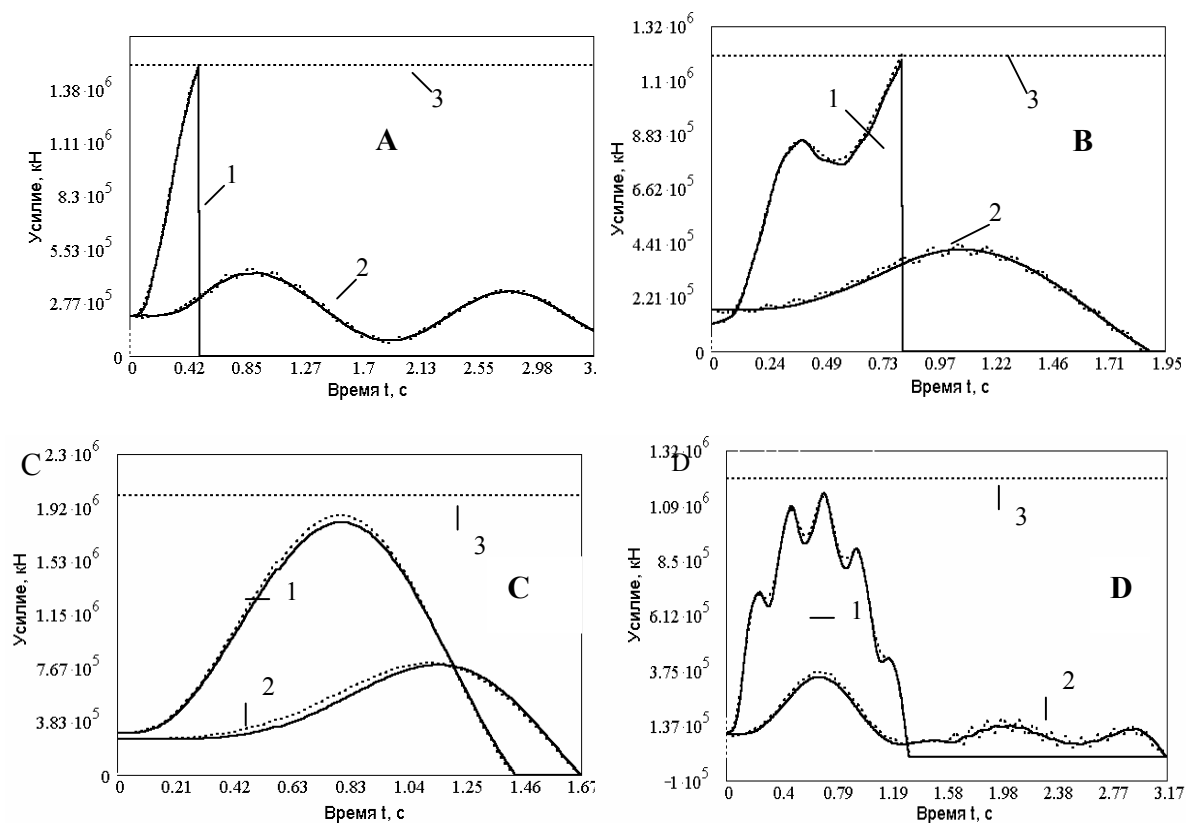 1.38·10⁶
1.11·10⁶
8.3·10⁵
5.53·10⁵
2.77·10⁵
0
Усилие, кН
A
1
2
3
0 0.42 0.85 1.27 1.7 2.13 2.55 2.98 3.
Время t, с
1.32·10⁶
1.1·10⁶
8.83·10⁵
6.62·10⁵
4.41·10⁵
2.21·10⁵
0
Усилие, кН
B
1
2
3
0 0.24 0.49 0.73 0.97 1.22 1.46 1.71 1.95
Время t, с
C
2.3·10⁶
1.92·10⁶
1.53·10⁶
1.15·10⁶
7.67·10⁵
3.83·10⁵
0
Усилие, кН
C
1
2
3
0 0.21 0.42 0.63 0.83 1.04 1.25 1.46 1.67
Время t, с
D
1.32·10⁶
1.09·10⁶
8.5·10⁵
6.12·10⁵
3.75·10⁵
1.37·10⁵
−1·10⁵
Усилие, кН
D
1
2
3
0 0.4 0.79 1.19 1.58 1.98 2.38 2.77 3.17
Время t, с